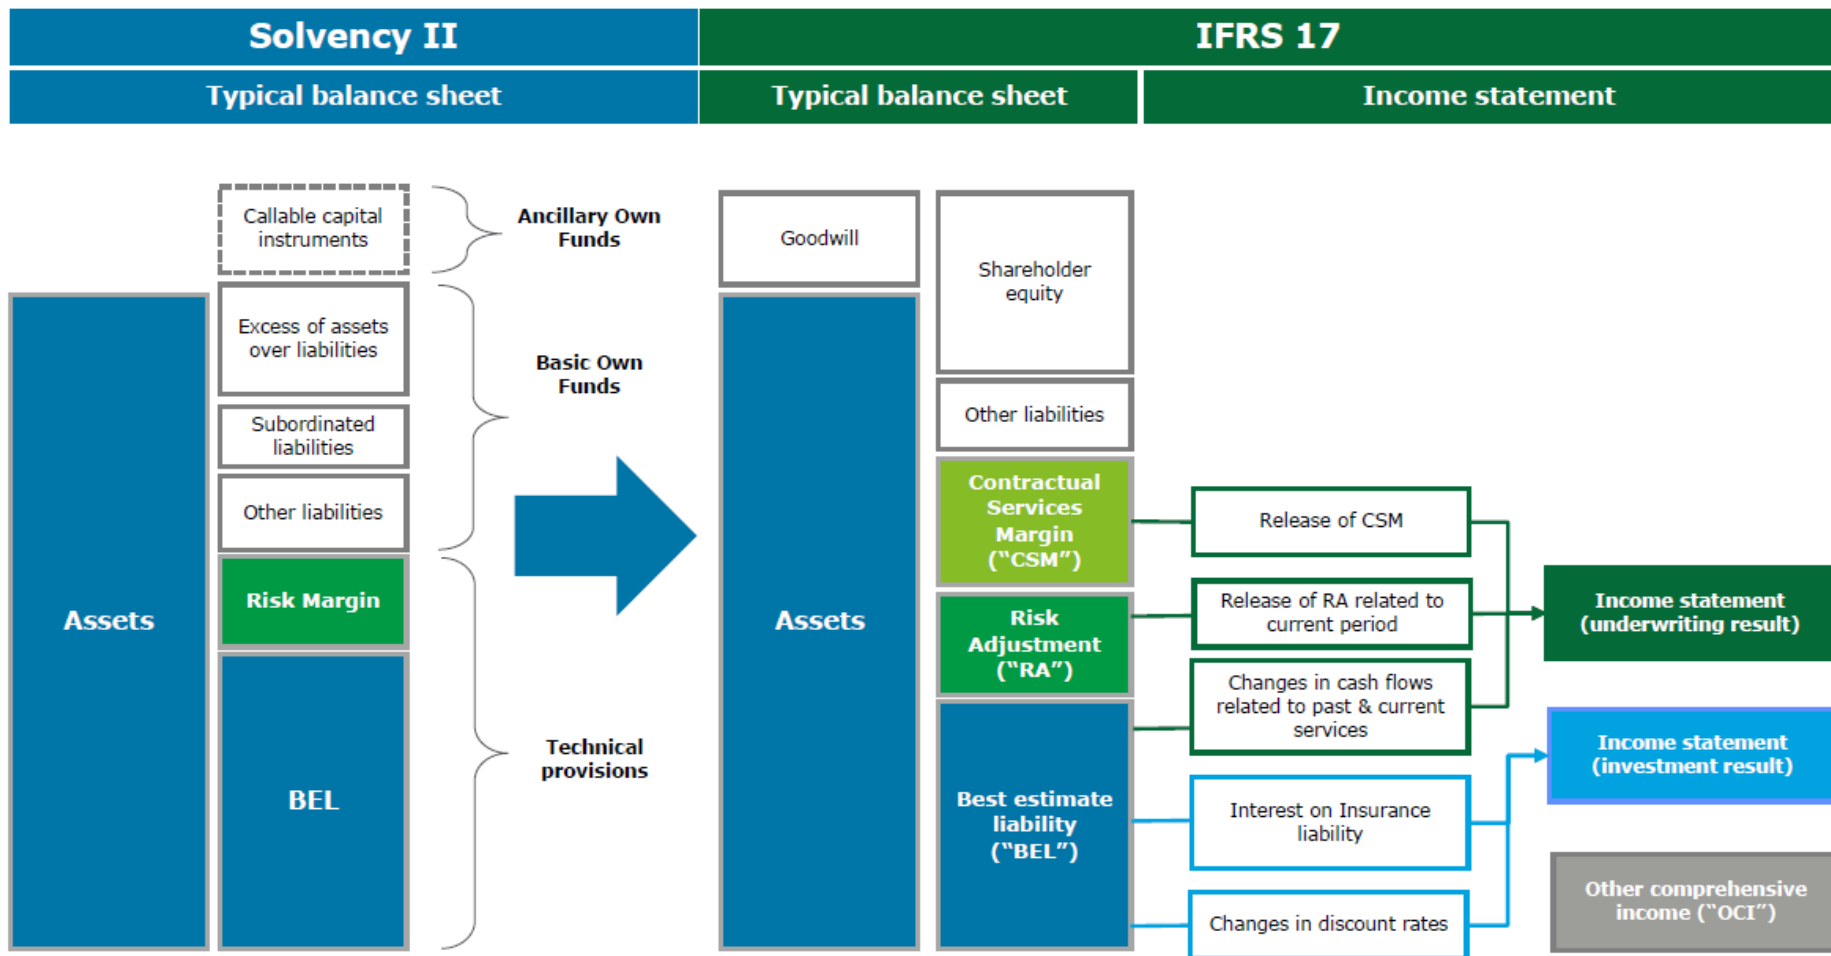 Solvency II
IFRS 17
Typical balance sheet
Typical balance sheet
Income statement
Callable capital
instruments
Ancillary Own
Funds
Excess of assets
over liabilities
Basic Own
Funds
Subordinated
liabilities
Other liabilities
Assets
Risk Margin
BEL
Technical
provisions
Goodwill
Assets
Shareholder
equity
Other liabilities
Contractual
Services
Margin
(“CSM”)
Risk
Adjustment
(“RA”)
Best estimate
liability
(“BEL”)
Release of CSM
Release of RA related to
current period
Changes in cash flows
related to past & current
services
Interest on Insurance
liability
Changes in discount rates
Income statement
(underwriting result)
Income statement
(investment result)
Other comprehensive
income (“OCI”)